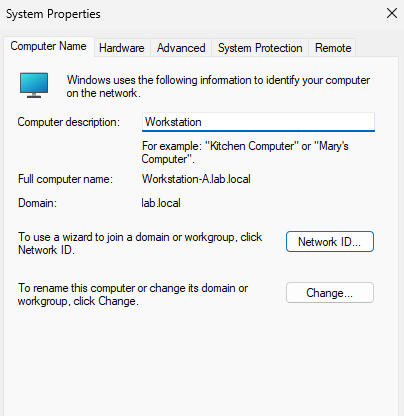 System Properties
Computer Name Hardware Advanced System Protection Remote
Windows uses the following information to identify your computer
on the network.
Computer description: Workstation
For example: "Kitchen Computer" or "Mary's
Computer".
Full computer name: Workstation-A.lab.local
Domain: lab.local
To use a wizard to join a domain or workgroup, click
Network ID.
Network ID...
To rename this computer or change its domain or
workgroup, click Change.
Change...